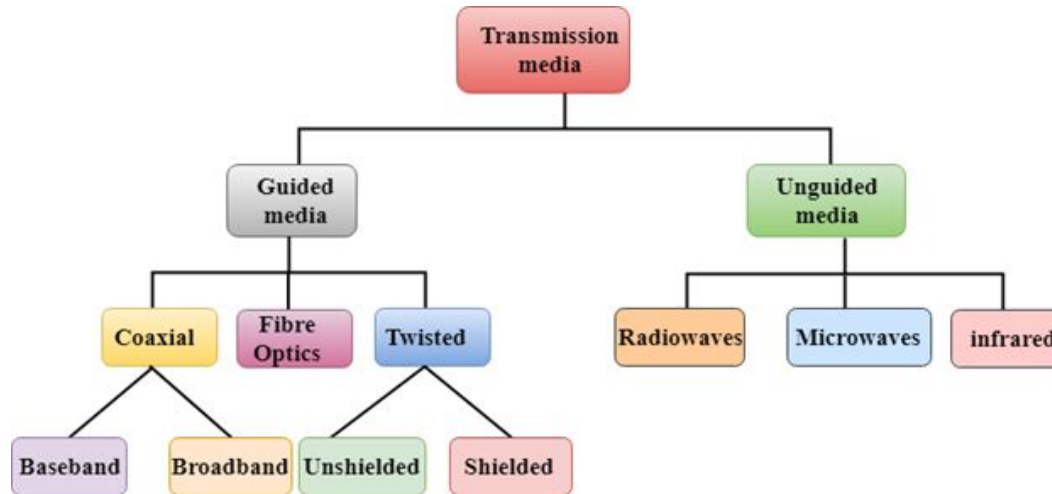 Transmission
media
Guided
media
Unguided
media
Coaxial
Fibre
Optics
Twisted
Radiowaves
Microwaves
infrared
Baseband
Broadband
Unshielded
Shielded